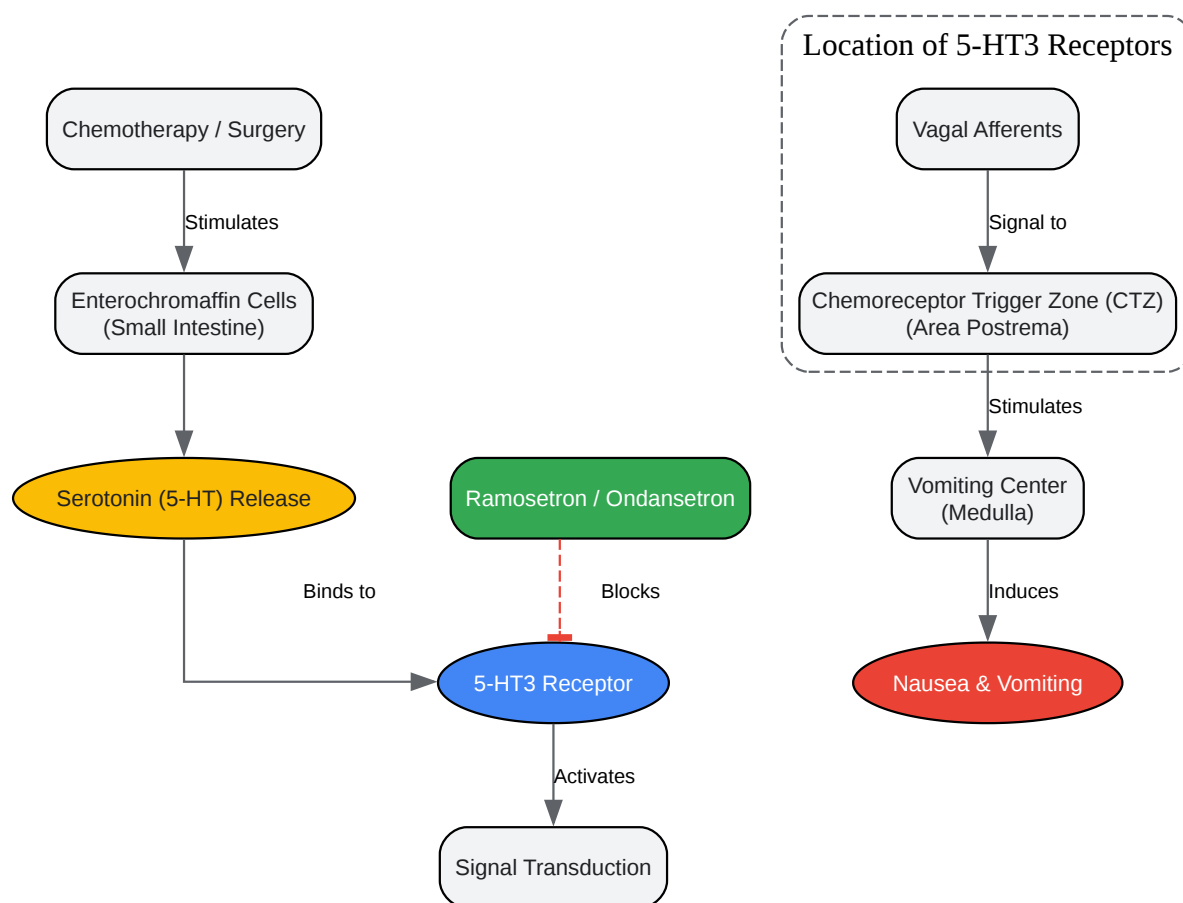 Location of 5-HT3 Receptors
Chemotherapy / Surgery
Vagal Afferents
Stimulates
Signal to
Enterochromaffin Cells
(Small Intestine)
Chemoreceptor Trigger Zone (CTZ)
(Area Postrema)
Stimulates
Serotonin (5-HT) Release
Ramosetron / Ondansetron
Vomiting Center
(Medulla)
Binds to
Blocks
Induces
5-HT3 Receptor
Nausea & Vomiting
Activates
Signal Transduction